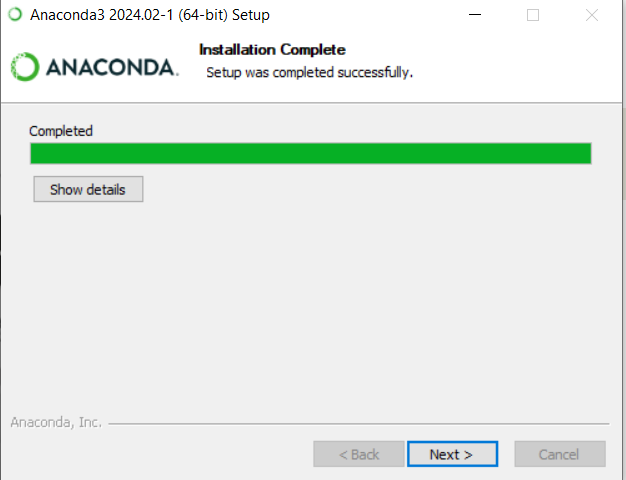 Anaconda3 2024.02-1 (64-bit) Setup
Installation Complete
ANACONDA.
Setup was completed successfully.
Completed
Show details
Anaconda, Inc.
< Back
Next >
Cancel